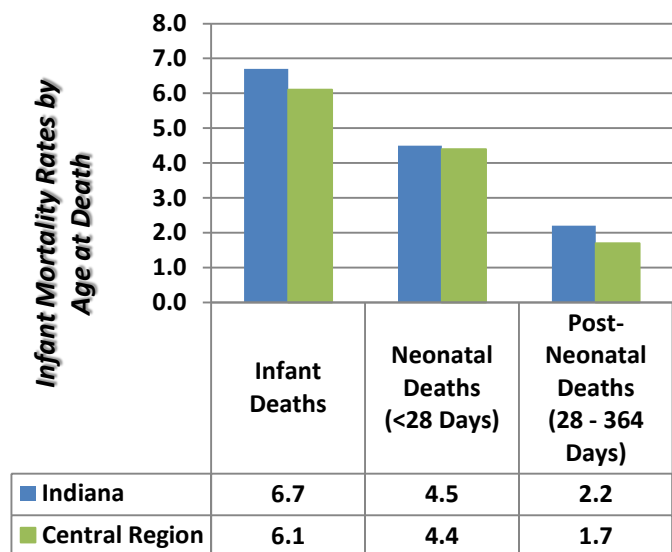 Infant Mortality Rates by
Age at Death
8.0
7.0
6.0
5.0
4.0
3.0
2.0
1.0
0.0
Infant
Deaths
Neonatal
Deaths
(<28 Days)
Post-
Neonatal
Deaths
(28 - 364
Days)
Indiana 6.7 4.5 2.2
Central Region 6.1 4.4 1.7